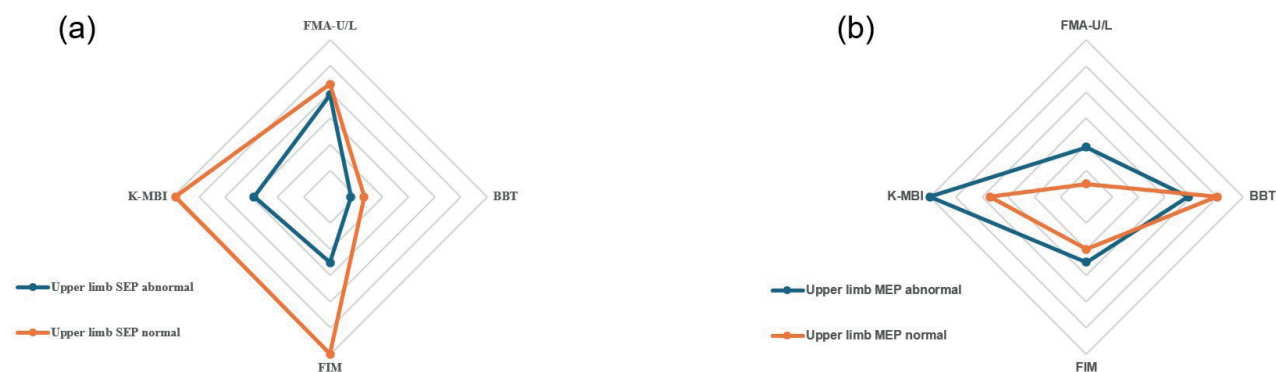 (a)
FMA-U/L
K-MBI
BBT
Upper limb SEP abnormal
Upper limb SEP normal
FIM
(b)
FMA-U/L
K-MBI
BBT
Upper limb MEP abnormal
Upper limb MEP normal
FIM